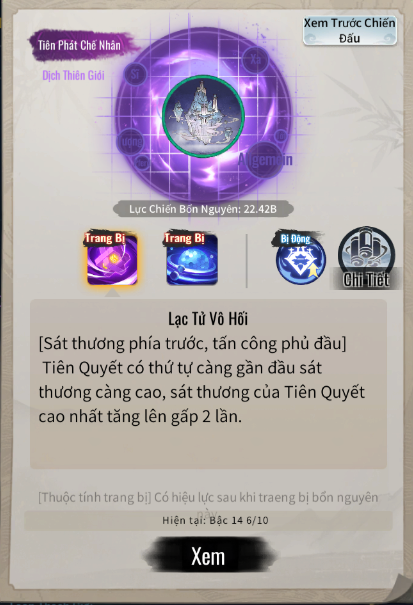 Xem Trước Chiến
Đấu
Tiên Phát Chế Nhân
Dịch Thiên Giới
Allgemein
Lực Chiến Bổn Nguyên: 22.42B
Trang Bị
Trang Bị
Bị Động
Chi Tiết
Lạc Tử Vô Hối
[Sát thương phía trước, tấn công phủ đầu]
Tiên Quyết có thứ tự càng gần đầu sát
thương càng cao, sát thương của Tiên Quyết
cao nhất tăng lên gấp 2 lần.
[Thuộc tính trang bị] Có hiệu lực sau khi traeng bị bổn nguyên
này
Hiện tại: Bậc 14 6/10
Xem